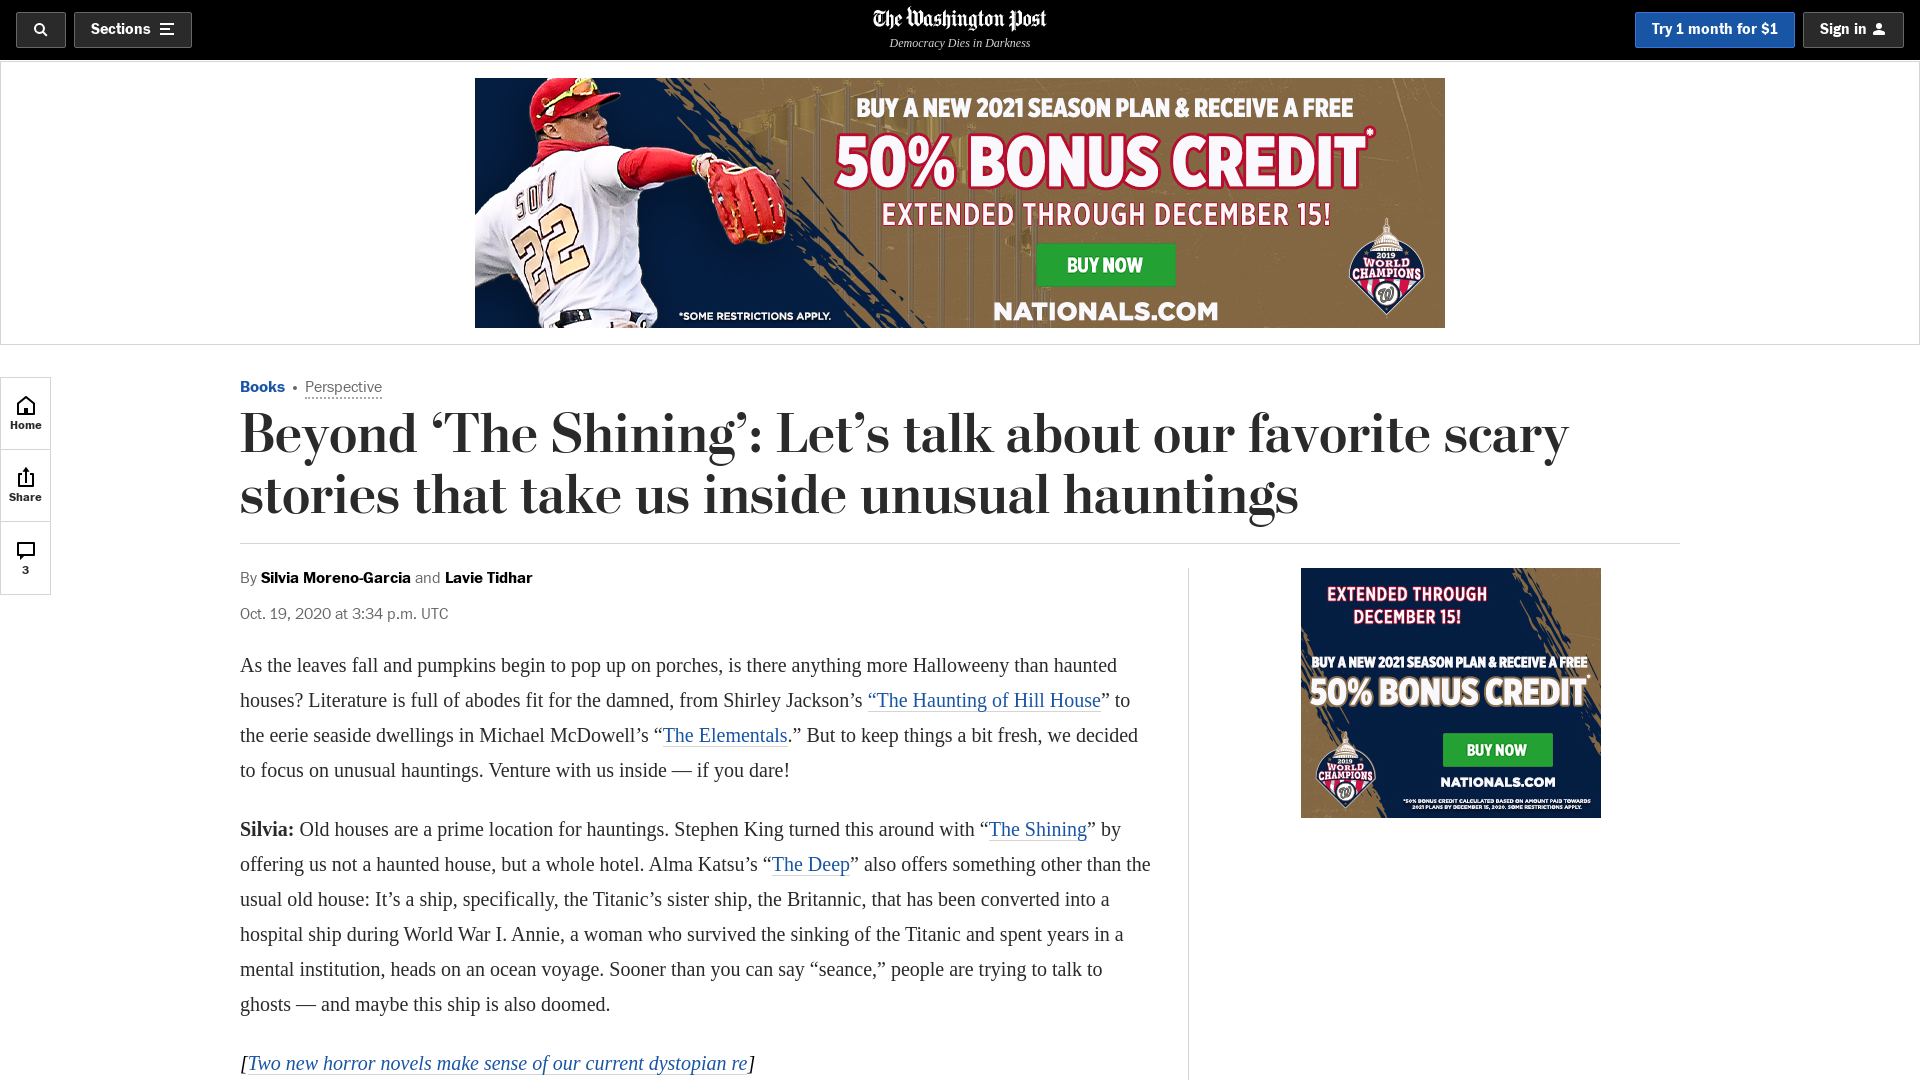 Sections
The Washington Post
Democracy Dies in Darkness
Try 1 month for $1
Sign in
BUY A NEW 2021 SEASON PLAN & RECEIVE A FREE
50% BONUS CREDIT*
EXTENDED THROUGH DECEMBER 15!
BUY NOW
NATIONALS.COM
*SOME RESTRICTIONS APPLY.
SOTO
22
2019
WORLD
CHAMPIONS
W
Home
Share
3
Books • Perspective
Beyond ‘The Shining’: Let’s talk about our favorite scary
stories that take us inside unusual hauntings
By Silvia Moreno-Garcia and Lavie Tidhar
Oct. 19, 2020 at 3:34 p.m. UTC
As the leaves fall and pumpkins begin to pop up on porches, is there anything more Halloweeny than haunted
houses? Literature is full of abodes fit for the damned, from Shirley Jackson’s “The Haunting of Hill House” to
the eerie seaside dwellings in Michael McDowell’s “The Elementals.” But to keep things a bit fresh, we decided
to focus on unusual hauntings. Venture with us inside — if you dare!
Silvia: Old houses are a prime location for hauntings. Stephen King turned this around with “The Shining” by
offering us not a haunted house, but a whole hotel. Alma Katsu’s “The Deep” also offers something other than the
usual old house: It’s a ship, specifically, the Titanic’s sister ship, the Britannic, that has been converted into a
hospital ship during World War I. Annie, a woman who survived the sinking of the Titanic and spent years in a
mental institution, heads on an ocean voyage. Sooner than you can say “seance,” people are trying to talk to
ghosts — and maybe this ship is also doomed.
[Two new horror novels make sense of our current dystopian re]
EXTENDED THROUGH
DECEMBER 15!
BUY A NEW 2021 SEASON PLAN & RECEIVE A FREE
50% BONUS CREDIT*
BUY NOW
NATIONALS.COM
2019
WORLD
CHAMPIONS
W
*50% BONUS CREDIT CALCULATED BASED ON AMOUNT PAID TOWARDS
2021 PLANS BY DECEMBER 15, 2020. SOME RESTRICTIONS APPLY.